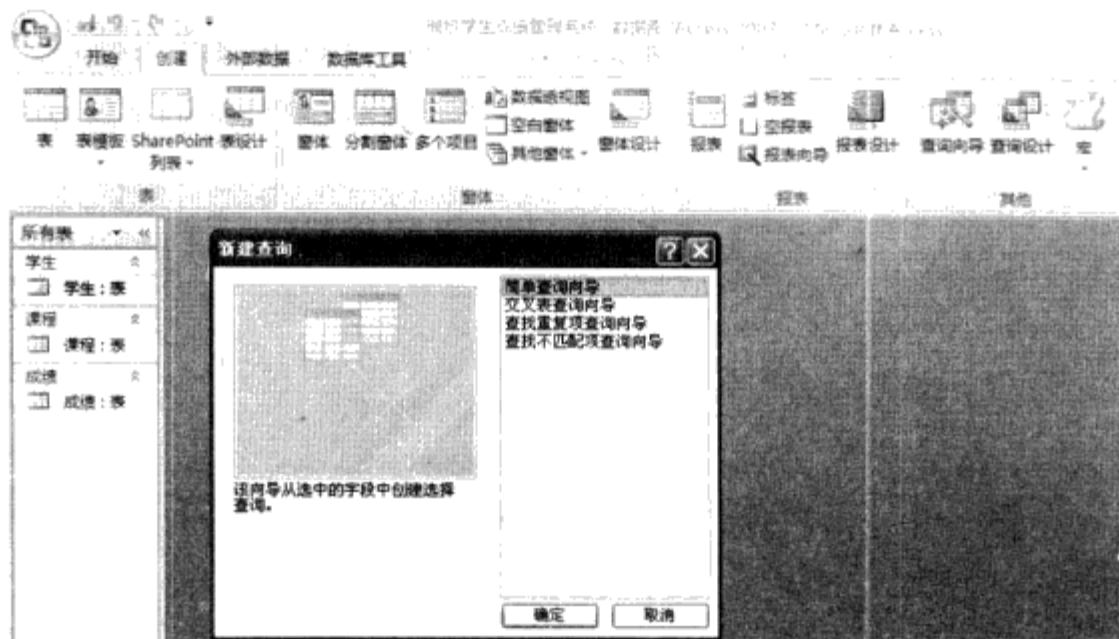 开始 创建 外部数据 数据库工具
表 表模板 SharePoint 列表 表设计 窗体 分割窗体 多个项目 数据透视图 空白窗体 其他窗体 窗体设计 报表 标签 空报表 报表向导 报表设计 查询向导 查询设计 宏
表 窗体 报表 其他
所有表
学生
学生：表
课程
课程：表
成绩
成绩：表
新建查询
简单查询向导
交叉表查询向导
查找重复项查询向导
查找不匹配项查询向导
该向导从选中的字段中创建选择
查询。
确定 取消